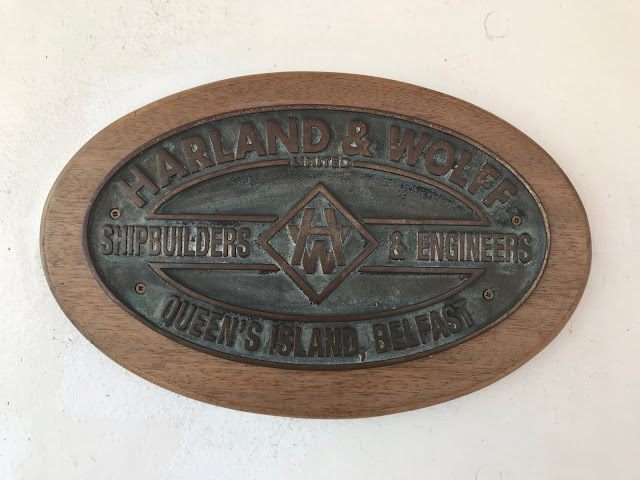 HARLAND & WOLFF
LIMITED
SHIPBUILDERS & ENGINEERS
HW
QUEEN'S ISLAND, BELFAST